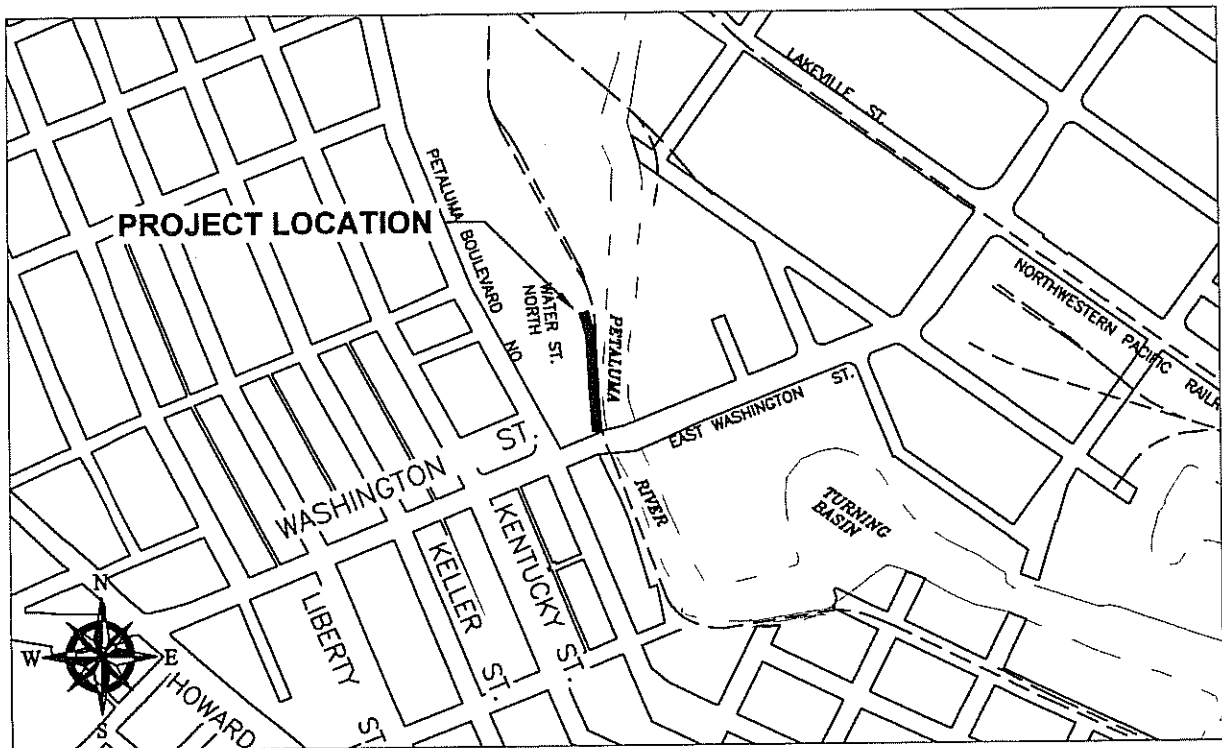 LAKEVILLE ST.
PETALUMA BOULEVARD NO.
PROJECT LOCATION
WATER ST.
NORTH
PETALUMA
RIVER
NORTHWESTERN PACIFIC RAILR
EAST WASHINGTON ST.
WASHINGTON ST.
TURNING
BASIN
KENTUCKY ST.
KELLER ST.
LIBERTY ST.
HOWARD
N
W
E
S